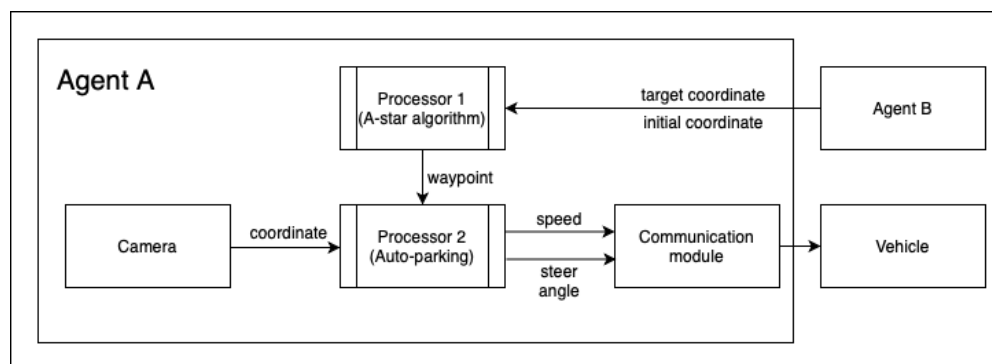 Agent A
Processor 1
(A-star algorithm)
target coordinate
initial coordinate
Agent B
waypoint
Camera
coordinate
Processor 2
(Auto-parking)
speed
steer
angle
Communication
module
Vehicle